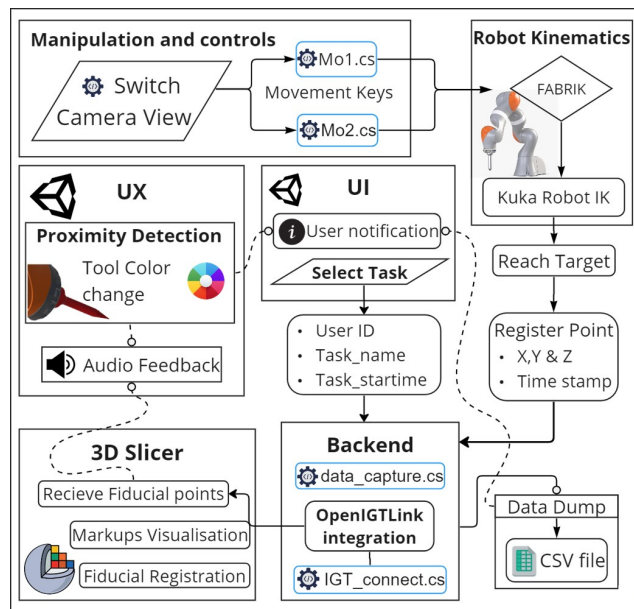 Manipulation and controls
Switch
Camera View
Mo1.cs
Movement Keys
Mo2.cs
Robot Kinematics
FABRIK
Kuka Robot IK
Reach Target
Register Point
• X,Y & Z
• Time stamp
UX
Proximity Detection
Tool Color
change
Audio Feedback
UI
i
User notification
Select Task
• User ID
• Task_name
• Task_startime
3D Slicer
Recieve Fiducial points
Markups Visualisation
Fiducial Registration
Backend
data_capture.cs
OpenIGTLink
integration
IGT_connect.cs
Data Dump
CSV file